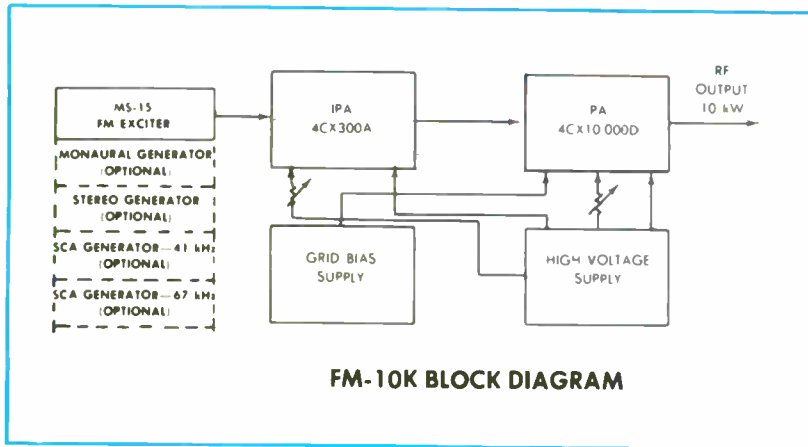 MS-15
FM EXCITER
MONAURAL GENERATOR
(OPTIONAL)
STEREO GENERATOR
(OPTIONAL)
SCA GENERATOR—41 kHz
(OPTIONAL)
SCA GENERATOR—67 kHz
(OPTIONAL)
IPA
4CX300A
PA
4CX10,000D
RF
OUTPUT
10 kW
GRID BIAS
SUPPLY
HIGH VOLTAGE
SUPPLY
FM-10K BLOCK DIAGRAM